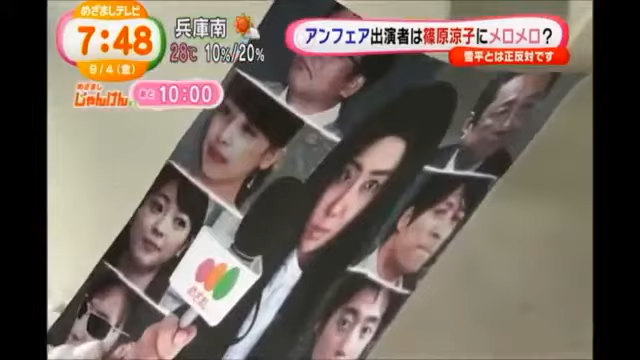 めざましテレビ
7:48
9/4(金)
兵庫南
28℃ 10%/20%
めざまし
じゃんけん
あと 10:00
アンフェア出演者は篠原涼子にメロメロ?
雪平とは正反対です
めざまし